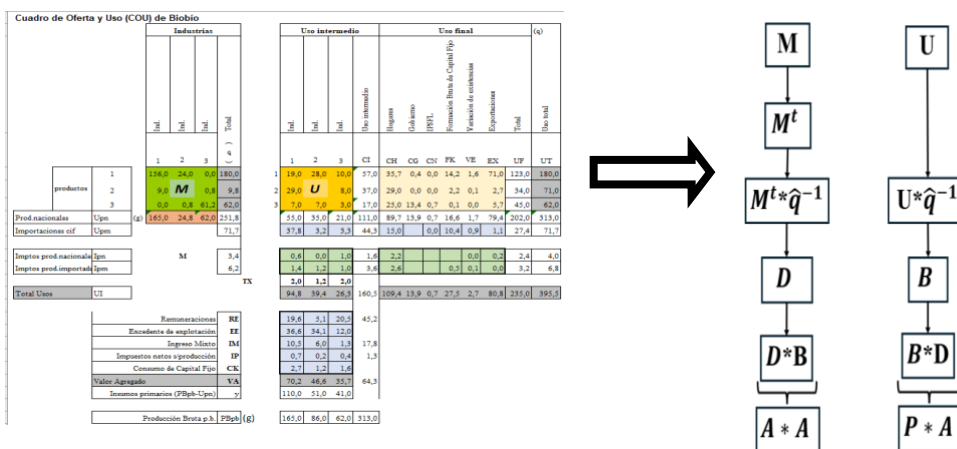 Cuadro de Oferta y Uso (COU) de Biobío
Industrias Uso intermedio Uso final (q)
Ind. Ind. Ind. Total ( q ) Ind. Ind. Ind. Uso intermedio Hogares Gobierno IPSFL Formación Bruta de Capital Fijo Variación de existencias Exportaciones Total Uso total
1 2 3 1 2 3 CI CH CG CN FK VE EX UF UT
1 156,0 24,0 0,0 180,0 1 19,0 28,0 10,0 57,0 35,7 0,4 0,0 14,2 1,6 71,0 123,0 180,0
productos 2 9,0 M 0,8 9,8 2 29,0 U 8,0 37,0 29,0 0,0 0,0 2,2 0,1 2,7 34,0 71,0
3 0,0 0,8 61,2 62,0 3 7,0 7,0 3,0 17,0 25,0 13,4 0,7 0,1 0,0 5,7 45,0 62,0
Prod.nacionales Upn (g) 165,0 24,8 62,0 251,8 55,0 35,0 21,0 111,0 89,7 13,9 0,7 16,6 1,7 79,4 202,0 313,0
Importaciones cif Upm 71,7 37,8 3,2 3,3 44,3 15,0 0,0 10,4 0,9 1,1 27,4 71,7
Imptos prod.nacionale Ipn M 3,4 0,6 0,0 1,0 1,6 2,2 0,0 0,2 2,4 4,0
Imptos prod.importad Ipm 6,2 1,4 1,2 1,0 3,6 2,6 0,5 0,1 0,0 3,2 6,8
TX 2,0 1,2 2,0
Total Usos UI 94,8 39,4 26,3 160,5 109,4 13,9 0,7 27,5 2,7 80,8 235,0 395,5
Remuneraciones RE 19,6 5,1 20,5 45,2
Excedente de explotación EE 36,6 34,1 12,0
Ingreso Mixto IM 10,5 6,0 1,3 17,8
Impuestos netos s/producción IP 0,7 0,2 0,4 1,3
Consumo de Capital Fijo CK 2,7 1,2 1,6
Valor Agregado VA 70,2 46,6 35,7 64,3
Insumos primarios (PBpb-Upn) y 110,0 51,0 41,0
Producción Bruta p.b. PBpb (g) 165,0 86,0 62,0 313,0
M U
Mᵗ
Mᵗ*q̂⁻¹ U*q̂⁻¹
D B
D*B B*D
A * A P * A